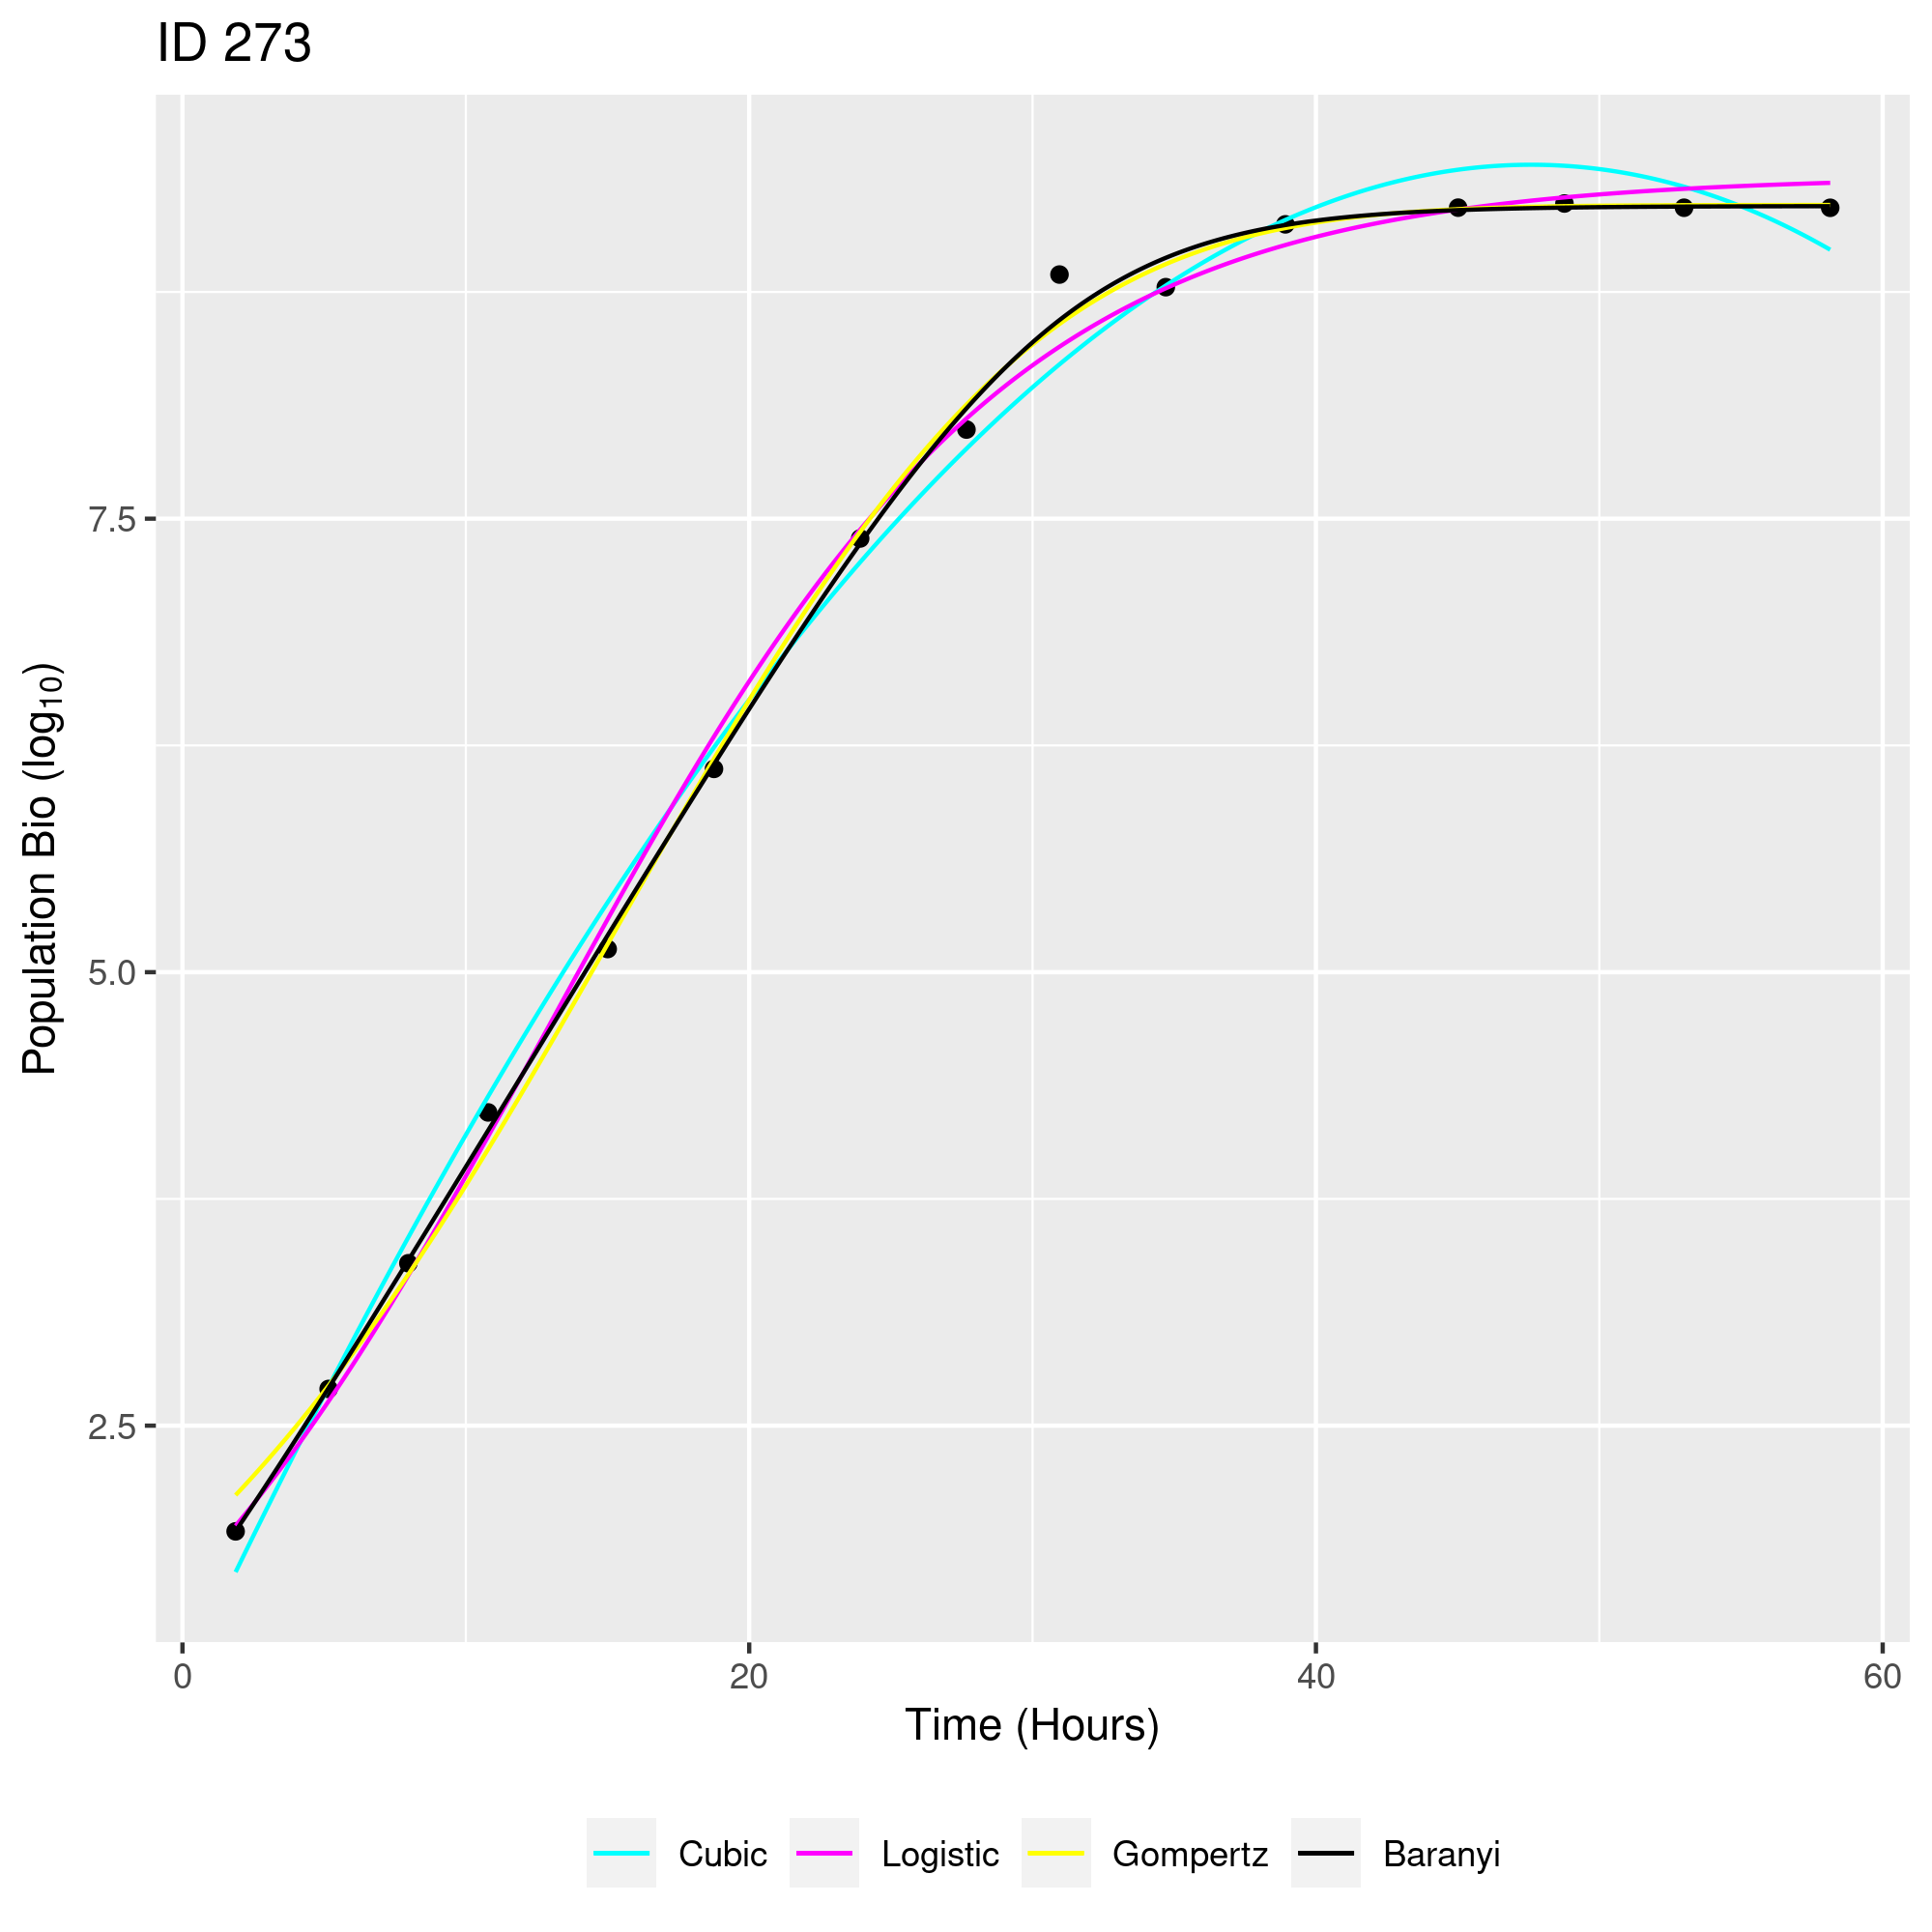 ID 273
Population Bio (log₁₀)
7.5
5.0
2.5
0 20 40 60
Time (Hours)
Cubic Logistic Gompertz Baranyi